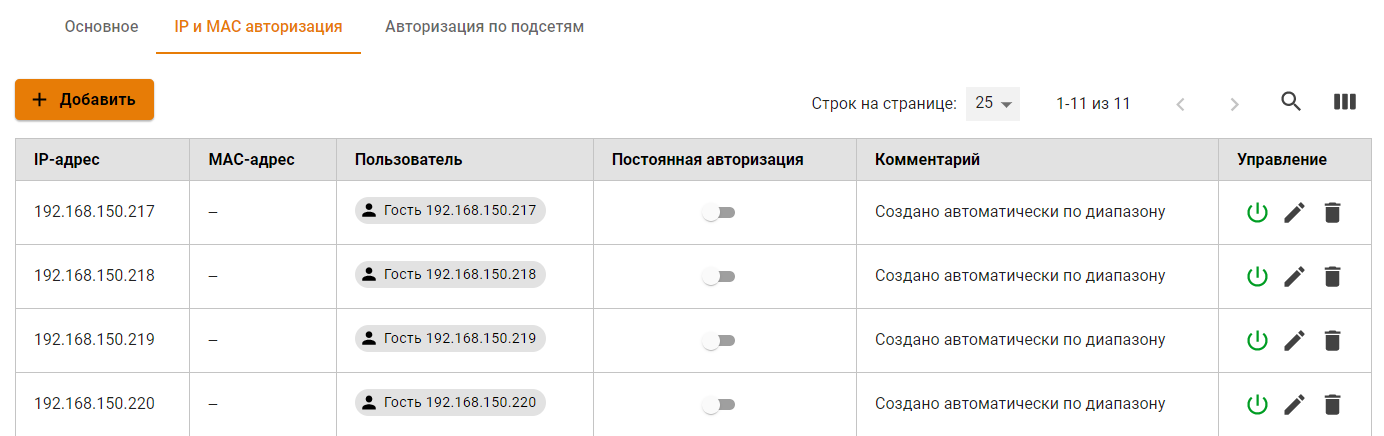 Основное IP и MAC авторизация Авторизация по подсетям
Добавить Строк на странице: 25 1-11 из 11
IP-адрес MAC-адрес Пользователь Постоянная авторизация Комментарий Управление
192.168.150.217 – Гость 192.168.150.217 Создано автоматически по диапазону
192.168.150.218 – Гость 192.168.150.218 Создано автоматически по диапазону
192.168.150.219 – Гость 192.168.150.219 Создано автоматически по диапазону
192.168.150.220 – Гость 192.168.150.220 Создано автоматически по диапазону